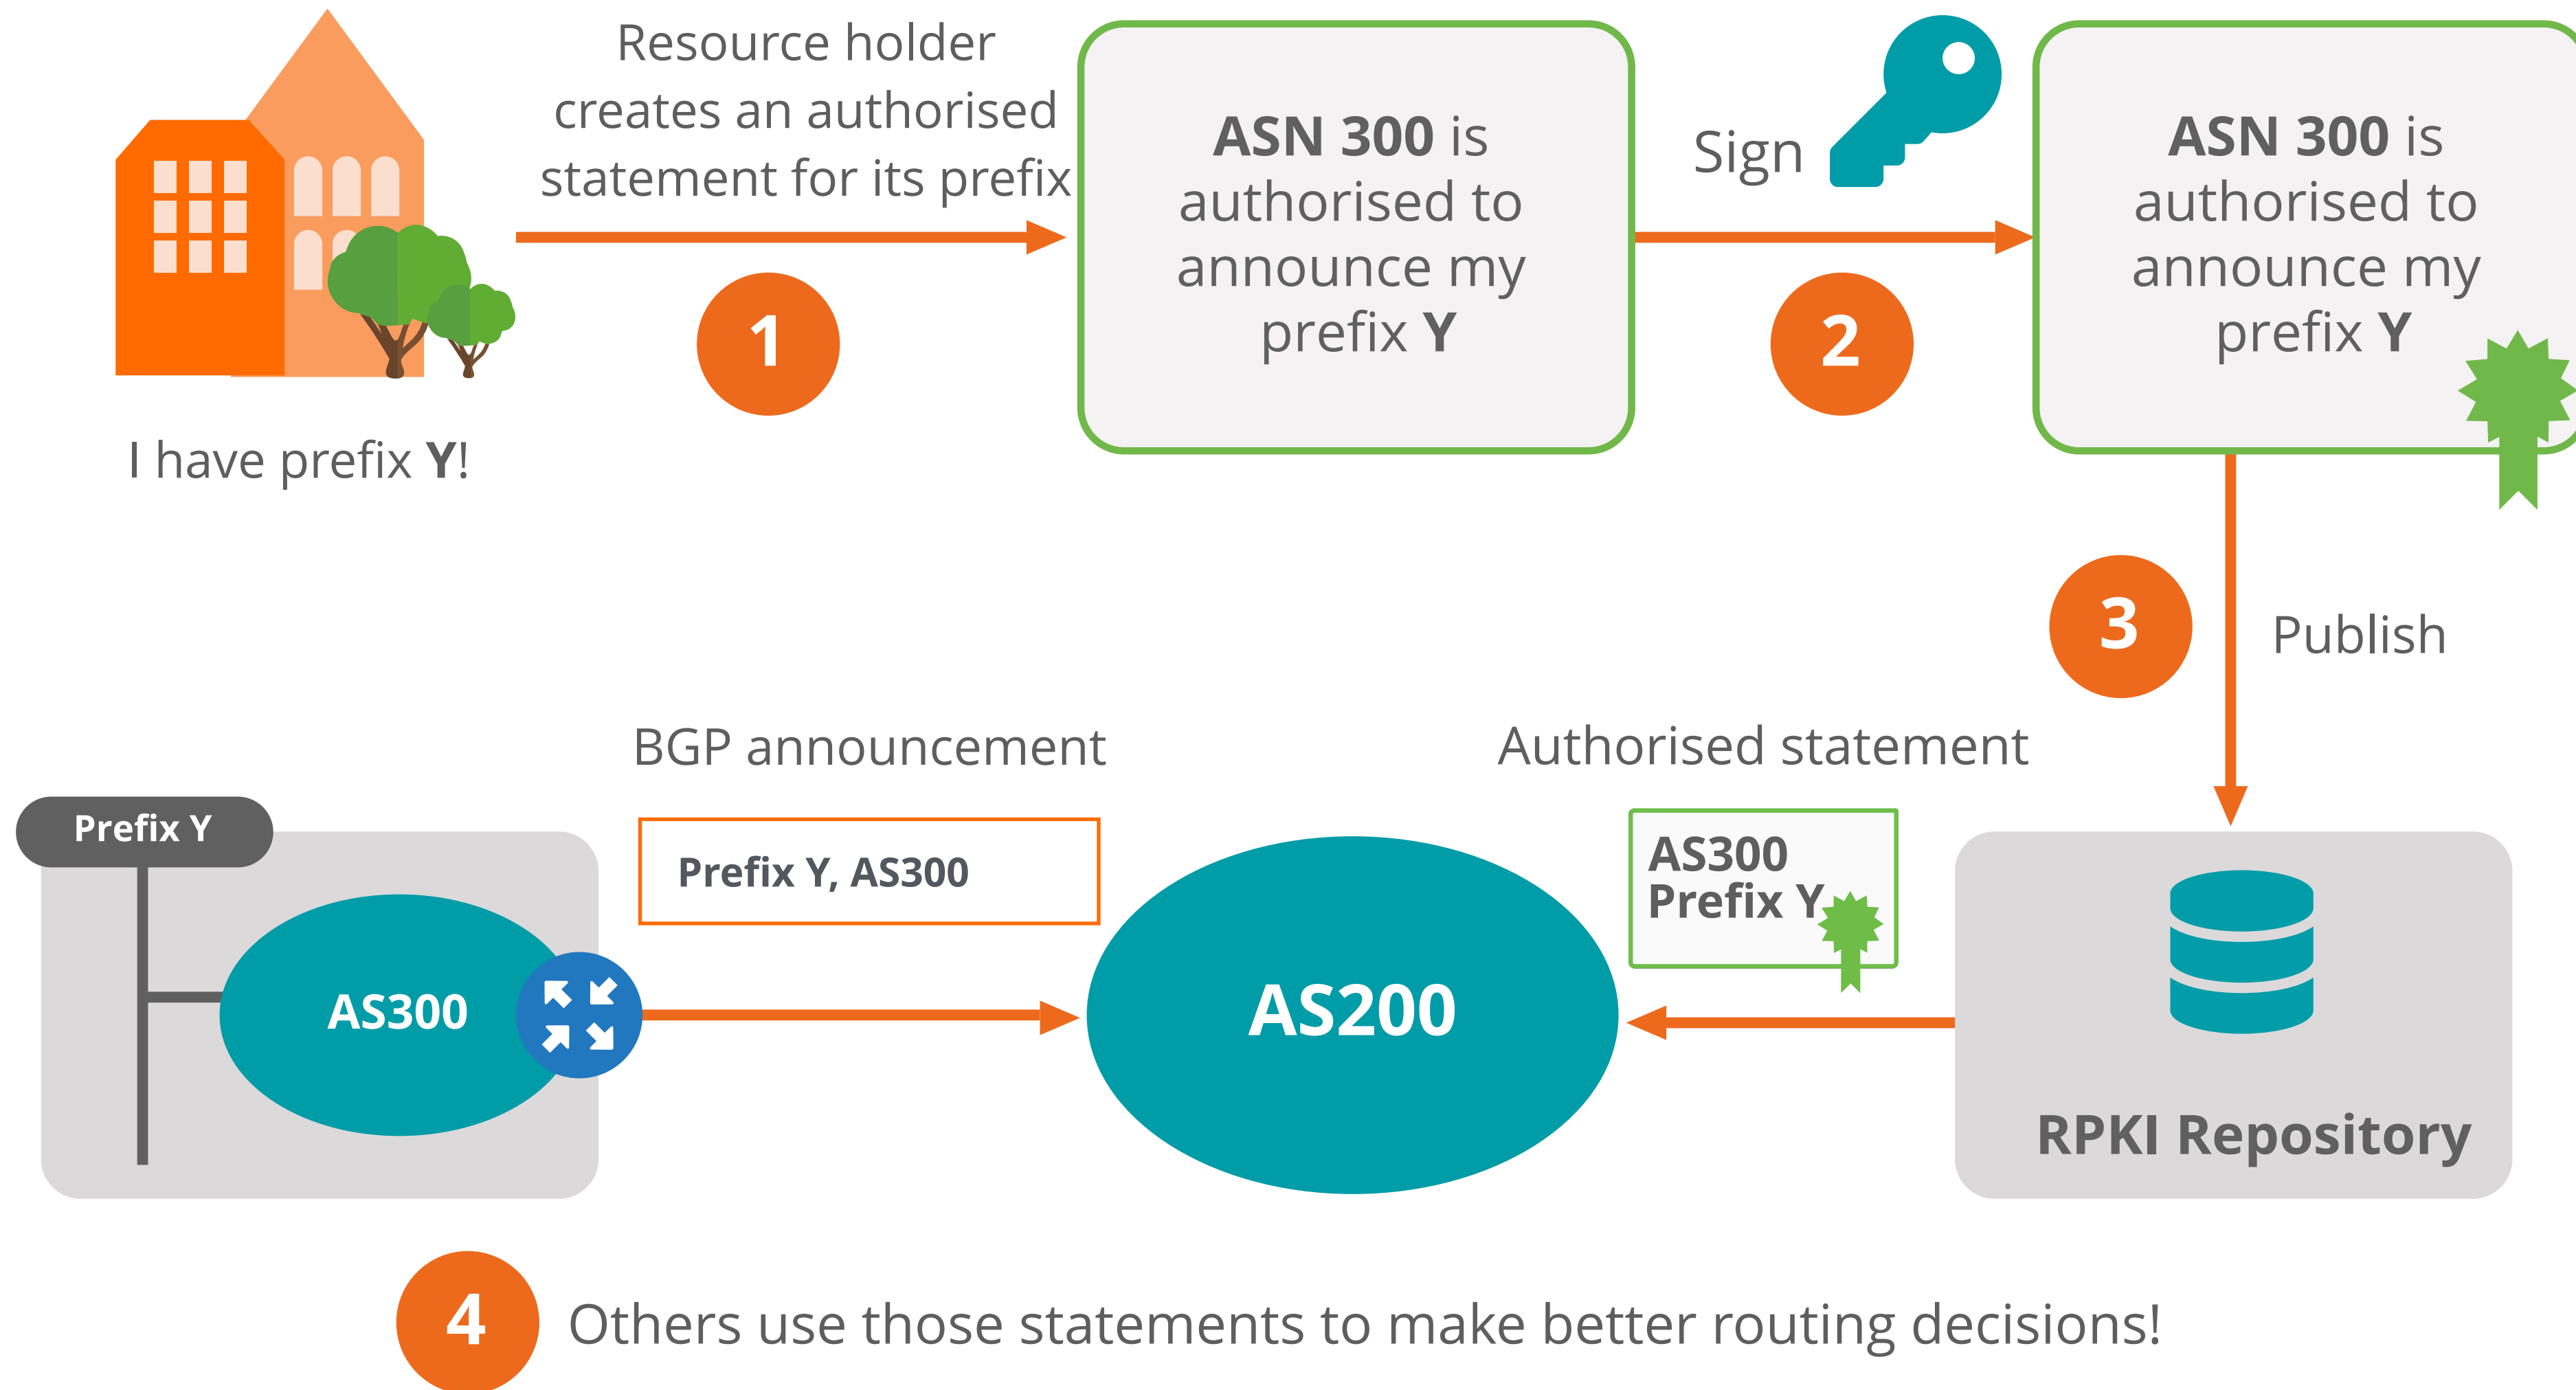 Resource holder
creates an authorised
statement for its prefix
1
I have prefix Y!
ASN 300 is
authorised to
announce my
prefix Y
Sign
2
ASN 300 is
authorised to
announce my
prefix Y
3
Publish
BGP announcement
Authorised statement
Prefix Y
Prefix Y, AS300
AS300
Prefix Y
AS300
AS200
RPKI Repository
4
Others use those statements to make better routing decisions!